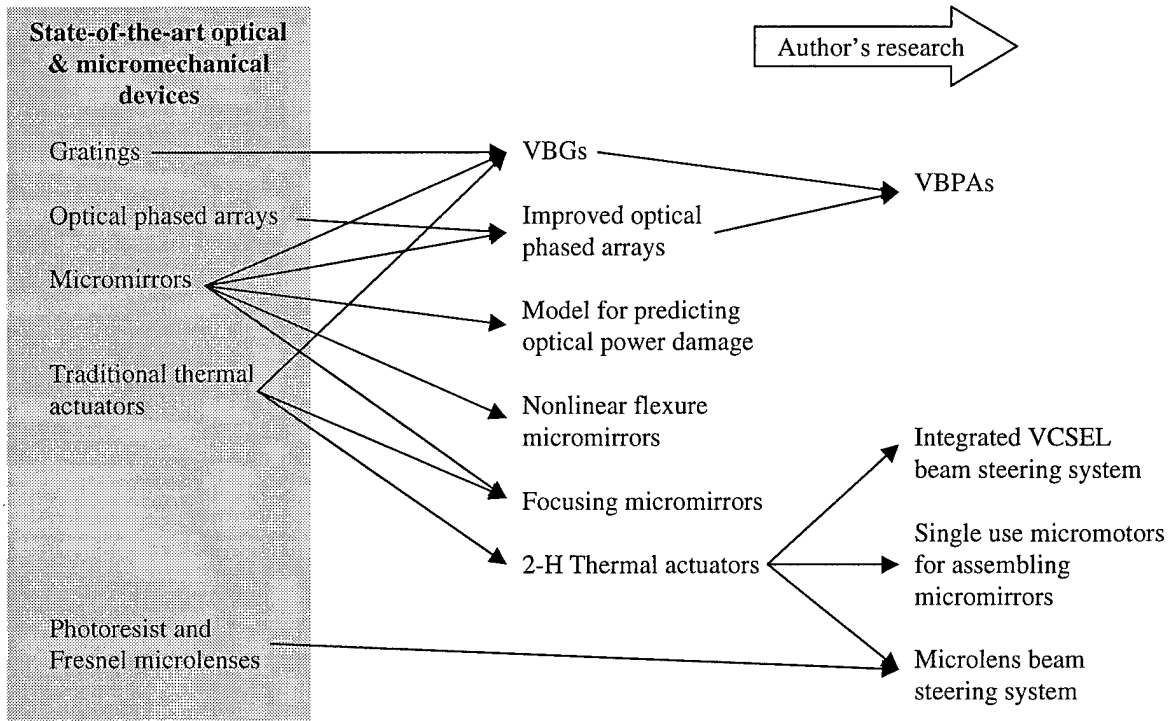 State-of-the-art optical
& micromechanical
devices
Author's research
Gratings
Optical phased arrays
Micromirrors
Traditional thermal
actuators
Photoresist and
Fresnel microlenses
VBGs
Improved optical
phased arrays
Model for predicting
optical power damage
Nonlinear flexure
micromirrors
Focusing micromirrors
2-H Thermal actuators
VBPAs
Integrated VCSEL
beam steering system
Single use micromotors
for assembling
micromirrors
Microlens beam
steering system